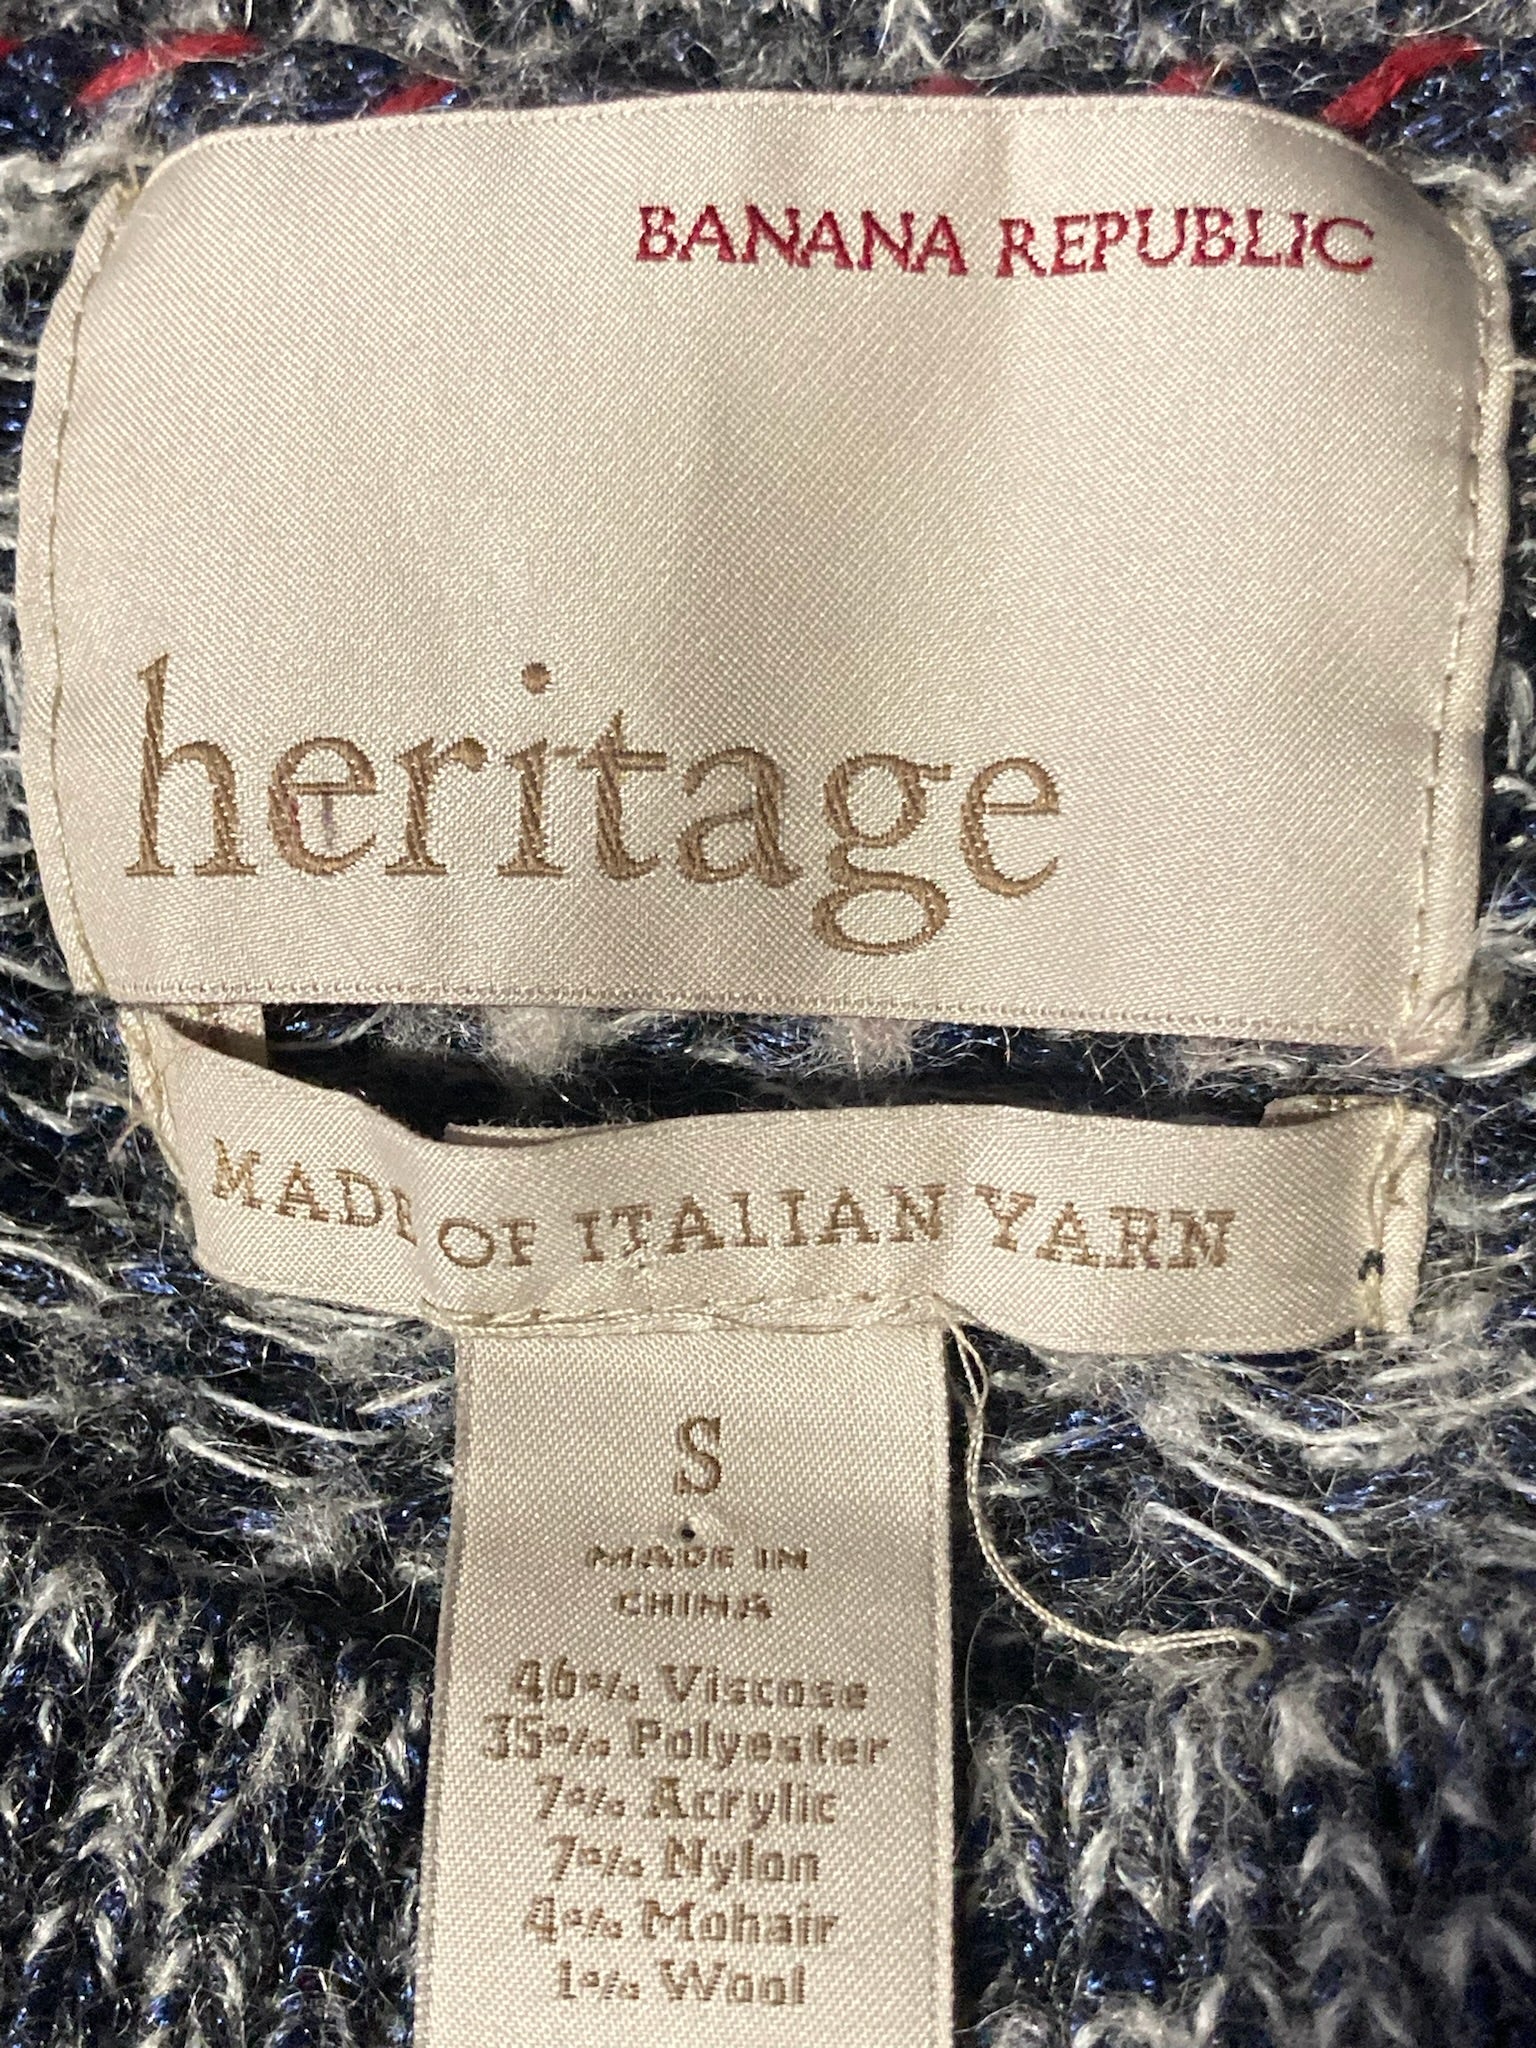 BANANA REPUBLIC
heritage
MADE OF ITALIAN YARN
S
MADE IN
CHINA
46% Viscose
35% Polyester
7% Acrylic
7% Nylon
4% Mohair
1% Wool